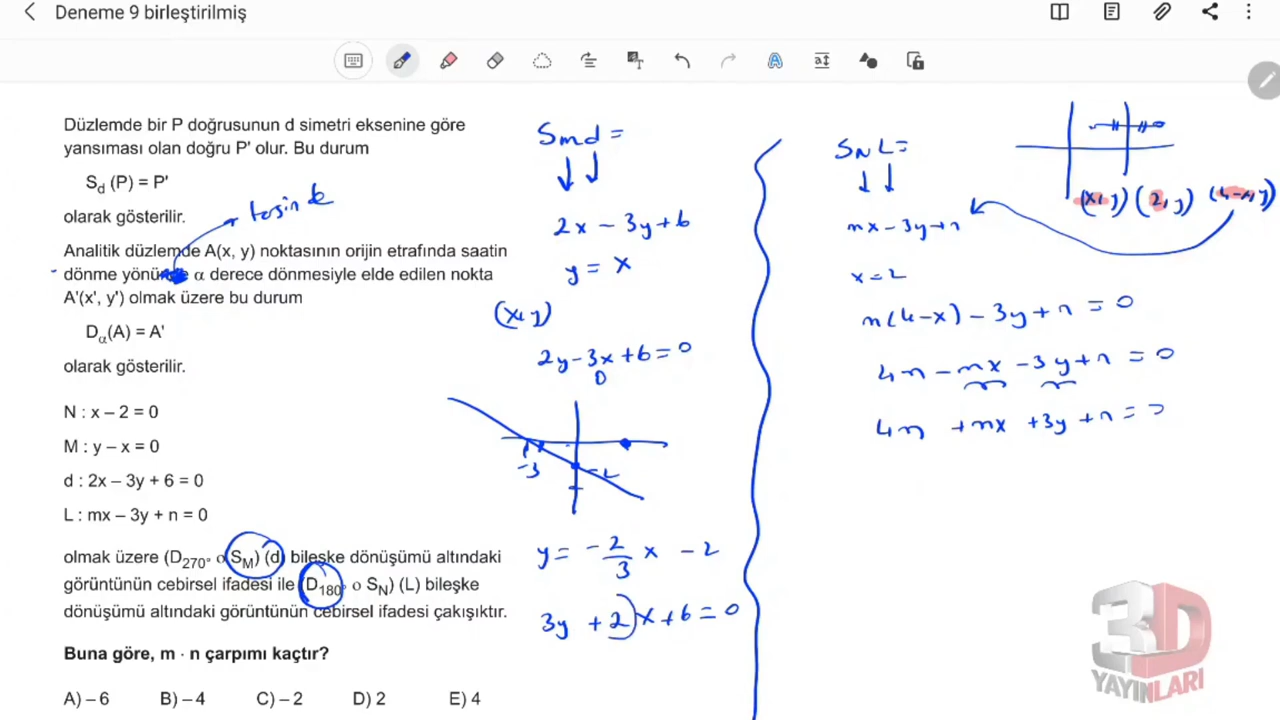 Deneme 9 birleştirilmiş
Düzlemde bir P doğrusunun d simetri eksenine göre
yansıması olan doğru P' olur. Bu durum
S_d (P) = P'
olarak gösterilir.
tersinde
Analitik düzlemde A(x, y) noktasının orijin etrafında saatin
dönme yönünde α derece dönmesiyle elde edilen nokta
A'(x', y') olmak üzere bu durum
D_α(A) = A'
olarak gösterilir.
N : x – 2 = 0
M : y – x = 0
d : 2x – 3y + 6 = 0
L : mx – 3y + n = 0
olmak üzere (D_270° o S_M) (d) bileşke dönüşümü altındaki
görüntünün cebirsel ifadesi ile (D_180° o S_N) (L) bileşke
dönüşümü altındaki görüntünün cebirsel ifadesi çakışıktır.
Buna göre, m · n çarpımı kaçtır?
A) – 6 B) – 4 C) – 2 D) 2 E) 4
S_M d =
2x – 3y + 6
y = x
(x, y)
2y – 3x + 6 = 0
0
–3
–2
y = –2/3 x – 2
3y + 2x + 6 = 0
S_N L =
(x, y) (2, y) (4–x, y)
mx – 3y + n
x = 2
m(4–x) – 3y + n = 0
4m – mx – 3y + n = 0
4m + mx + 3y + n = 0
3D
YAYINLARI